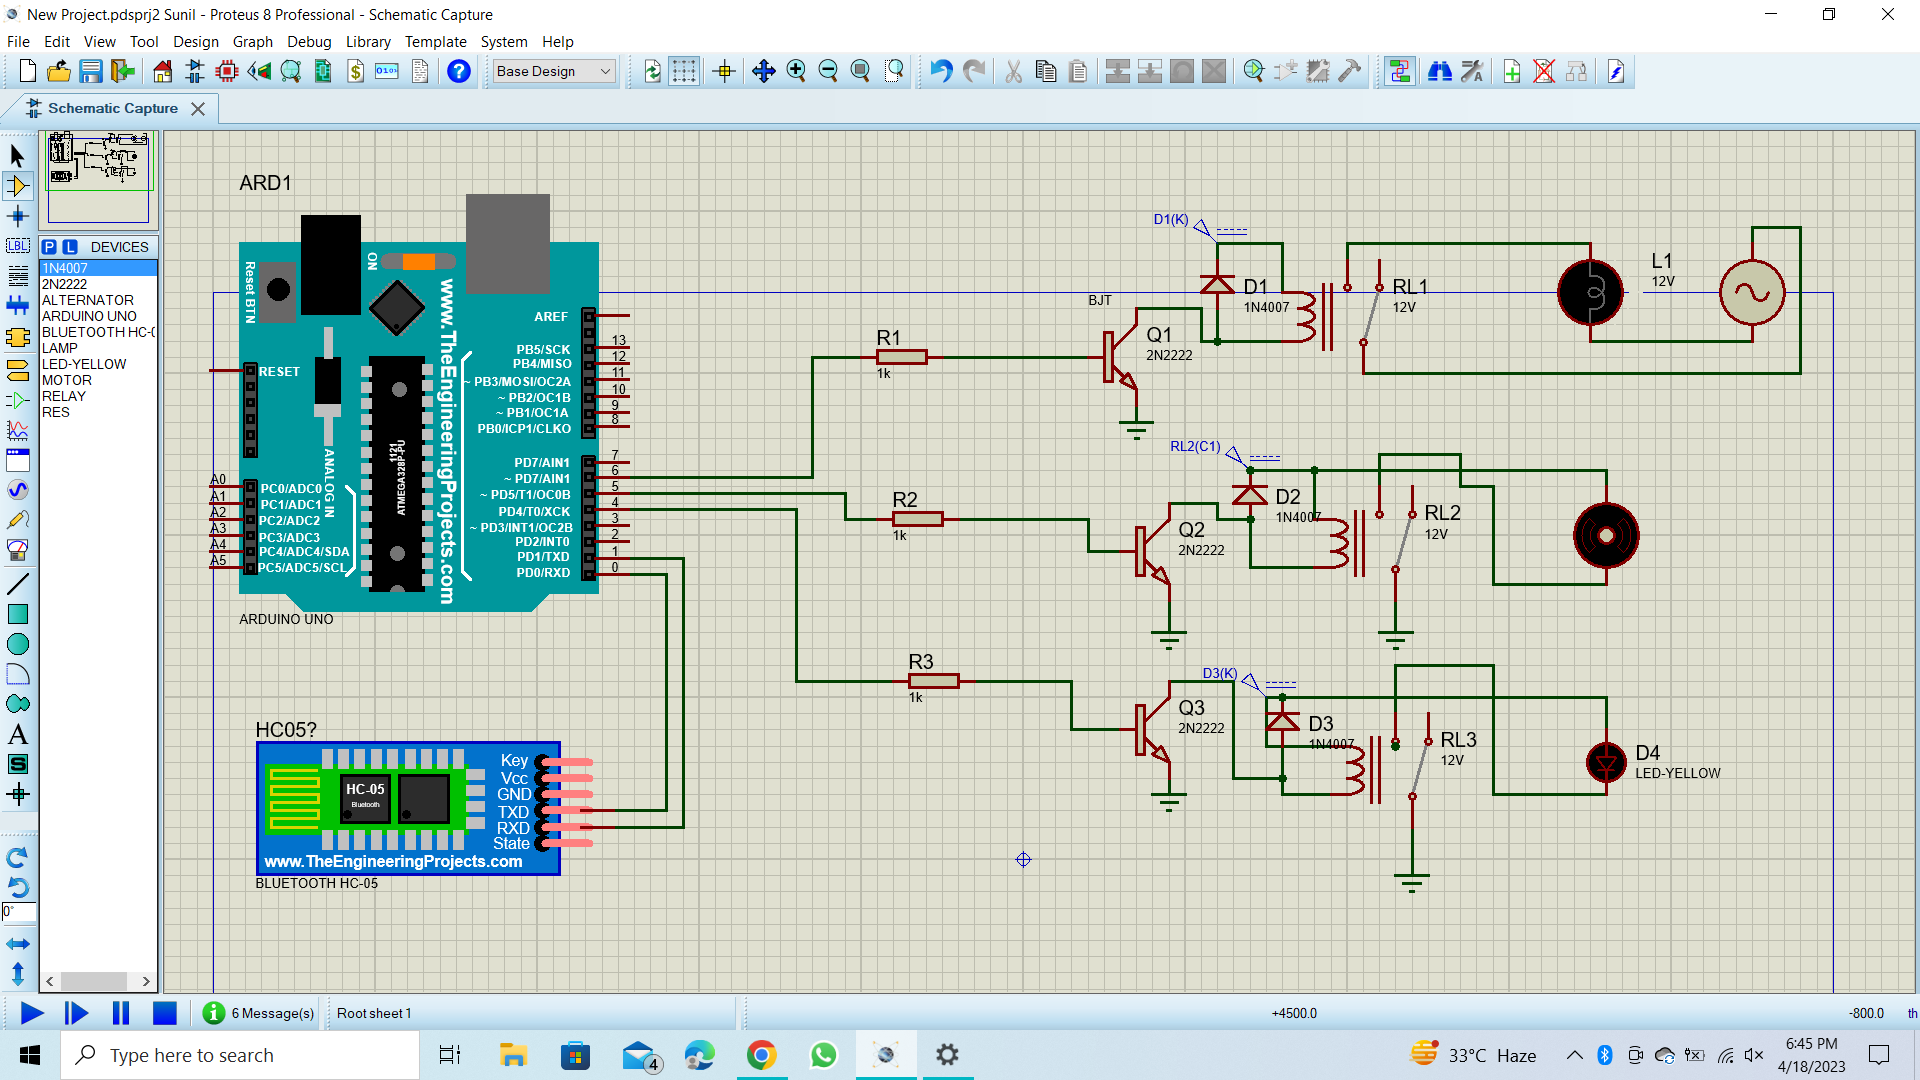 New Project.pdsprj2 Sunil - Proteus 8 Professional - Schematic Capture
File Edit View Tool Design Graph Debug Library Template System Help
Base Design
Schematic Capture
P L DEVICES
1N4007
2N2222
ALTERNATOR
ARDUINO UNO
BLUETOOTH HC-0
LAMP
LED-YELLOW
MOTOR
RELAY
RES
LBL
A
S
0°
ARD1
Reset BTN
ON
www.TheEngineeringProjects.com
AREF
PB5/SCK 13
PB4/MISO 12
~ PB3/MOSI/OC2A 11
~ PB2/OC1B 10
~ PB1/OC1A 9
PB0/ICP1/CLKO 8
RESET
ANALOG IN
1121
ATMEGA328P-PU
PD7/AIN1 7
~ PD7/AIN1 6
~ PD5/T1/OC0B 5
PD4/T0/XCK 4
~ PD3/INT1/OC2B 3
PD2/INT0 2
PD1/TXD 1
PD0/RXD 0
A0 PC0/ADC0
A1 PC1/ADC1
A2 PC2/ADC2
A3 PC3/ADC3
A4 PC4/ADC4/SDA
A5 PC5/ADC5/SCL
ARDUINO UNO
HC05?
HC-05
Bluetooth
Key
Vcc
GND
TXD
RXD
State
www.TheEngineeringProjects.com
BLUETOOTH HC-05
R1
1k
R2
1k
R3
1k
D1(K)
BJT
Q1
2N2222
D1
1N4007
RL1
12V
L1
12V
RL2(C1)
Q2
2N2222
D2
1N4007
RL2
12V
D3(K)
Q3
2N2222
D3
1N4007
RL3
12V
D4
LED-YELLOW
6 Message(s) Root sheet 1 +4500.0 -800.0 th
Type here to search
4
33°C Haze
6:45 PM
4/18/2023